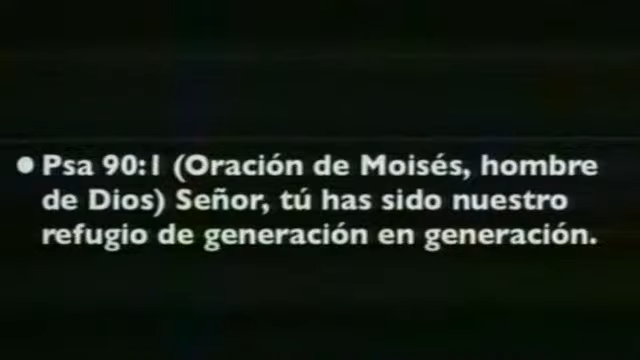 • Psa 90:1 (Oración de Moisés, hombre
de Dios) Señor, tú has sido nuestro
refugio de generación en generación.